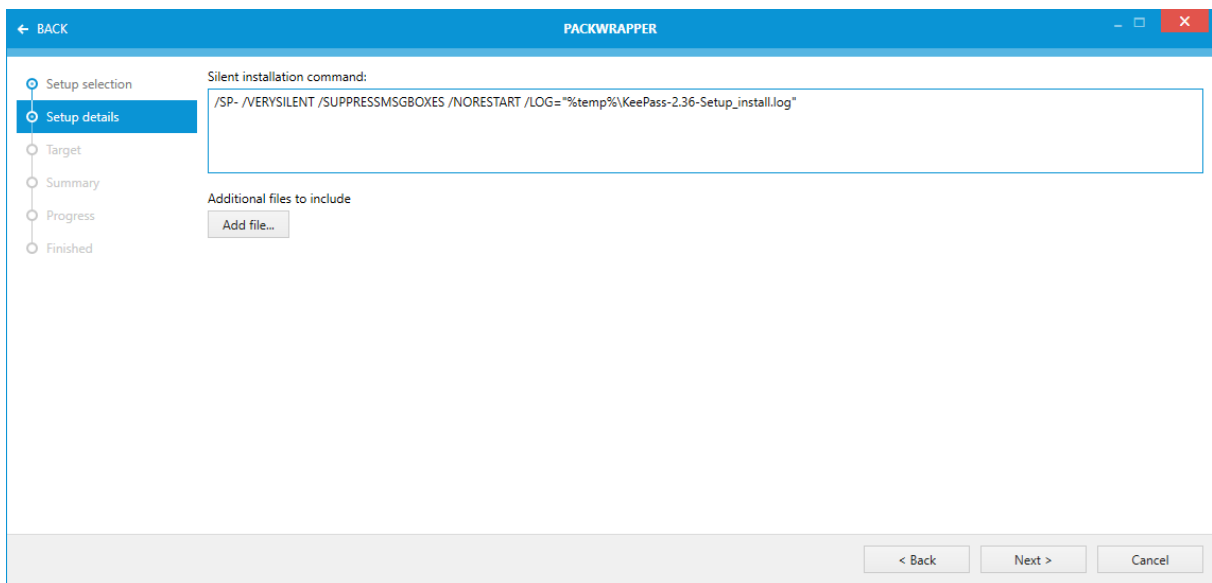 ← BACK
PACKWRAPPER
Setup selection
Setup details
Target
Summary
Progress
Finished
Silent installation command:
/SP- /VERYSILENT /SUPPRESSMSGBOXES /NORESTART /LOG="%temp%\KeePass-2.36-Setup_install.log"
Additional files to include
Add file...
< Back
Next >
Cancel